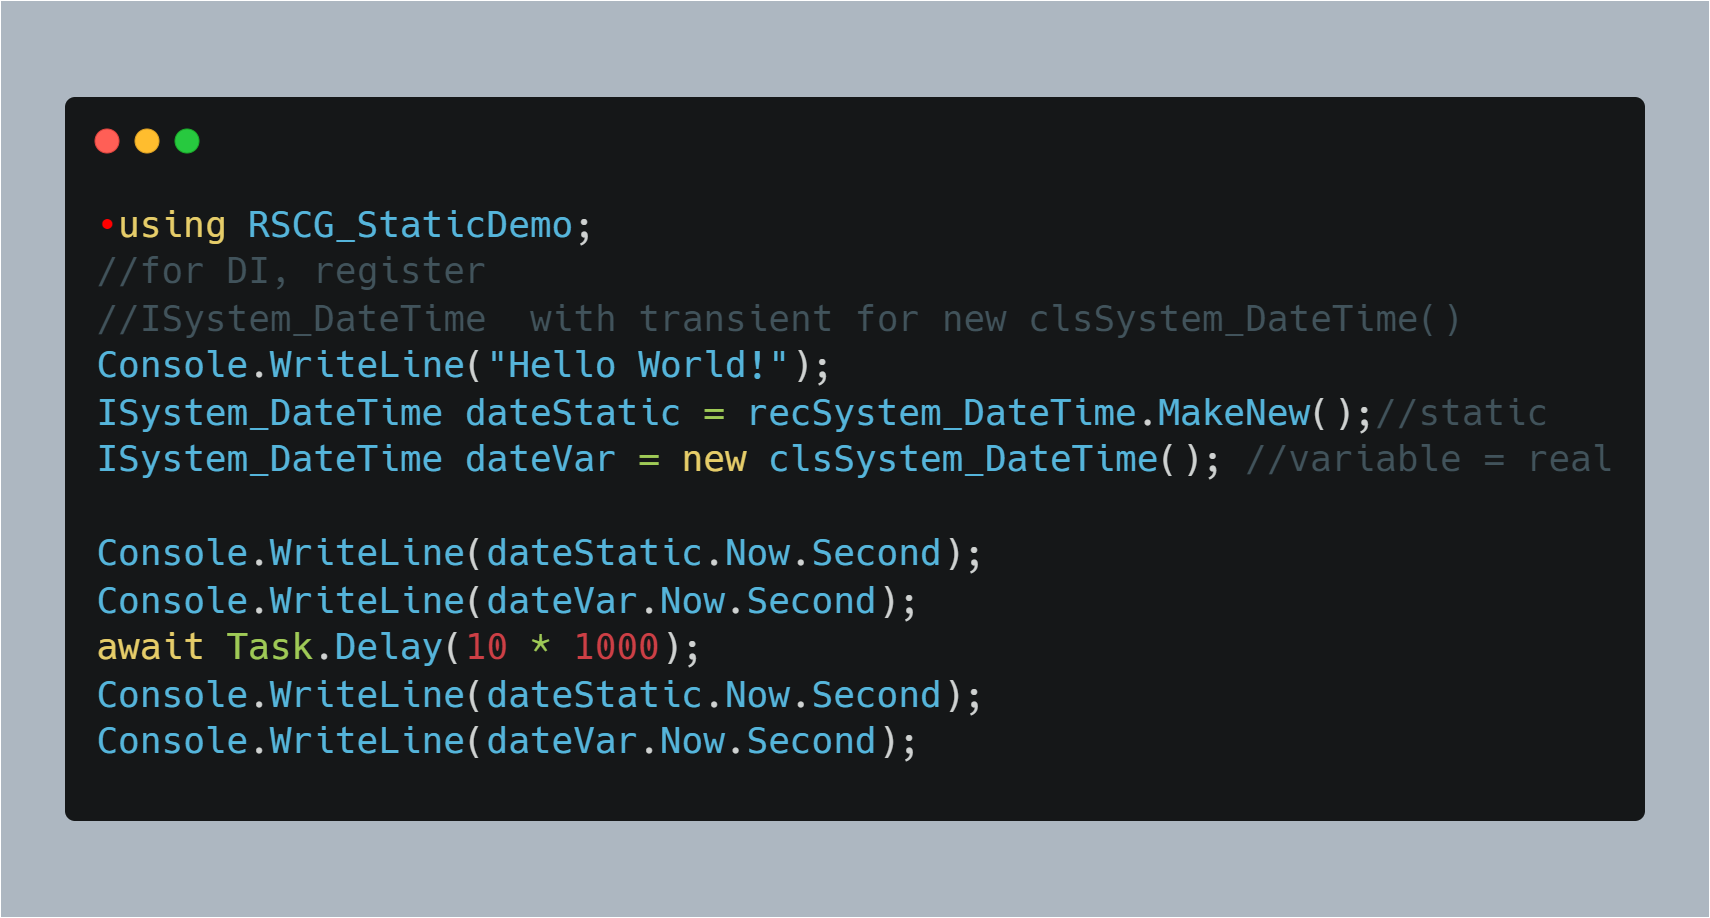 •using RSCG_StaticDemo;
//for DI, register
//ISystem_DateTime  with transient for new clsSystem_DateTime()
Console.WriteLine("Hello World!");
ISystem_DateTime dateStatic = recSystem_DateTime.MakeNew();//static
ISystem_DateTime dateVar = new clsSystem_DateTime(); //variable = real
Console.WriteLine(dateStatic.Now.Second);
Console.WriteLine(dateVar.Now.Second);
await Task.Delay(10 * 1000);
Console.WriteLine(dateStatic.Now.Second);
Console.WriteLine(dateVar.Now.Second);